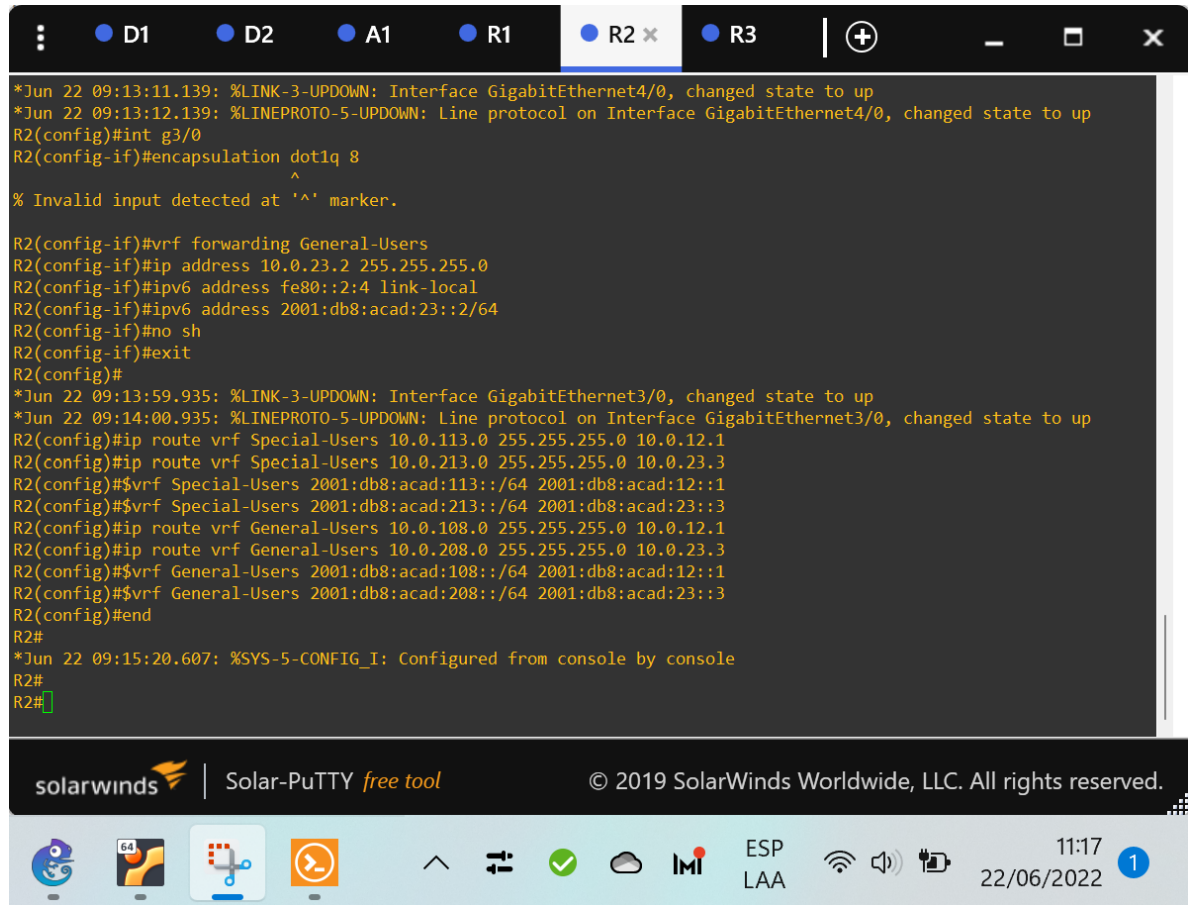 D1 D2 A1 R1 R2 × R3
*Jun 22 09:13:11.139: %LINK-3-UPDOWN: Interface GigabitEthernet4/0, changed state to up
*Jun 22 09:13:12.139: %LINEPROTO-5-UPDOWN: Line protocol on Interface GigabitEthernet4/0, changed state to up
R2(config)#int g3/0
R2(config-if)#encapsulation dot1q 8
^
% Invalid input detected at '^' marker.
R2(config-if)#vrf forwarding General-Users
R2(config-if)#ip address 10.0.23.2 255.255.255.0
R2(config-if)#ipv6 address fe80::2:4 link-local
R2(config-if)#ipv6 address 2001:db8:acad:23::2/64
R2(config-if)#no sh
R2(config-if)#exit
R2(config)#
*Jun 22 09:13:59.935: %LINK-3-UPDOWN: Interface GigabitEthernet3/0, changed state to up
*Jun 22 09:14:00.935: %LINEPROTO-5-UPDOWN: Line protocol on Interface GigabitEthernet3/0, changed state to up
R2(config)#ip route vrf Special-Users 10.0.113.0 255.255.255.0 10.0.12.1
R2(config)#ip route vrf Special-Users 10.0.213.0 255.255.255.0 10.0.23.3
R2(config)#$vrf Special-Users 2001:db8:acad:113::/64 2001:db8:acad:12::1
R2(config)#$vrf Special-Users 2001:db8:acad:213::/64 2001:db8:acad:23::3
R2(config)#ip route vrf General-Users 10.0.108.0 255.255.255.0 10.0.12.1
R2(config)#ip route vrf General-Users 10.0.208.0 255.255.255.0 10.0.23.3
R2(config)#$vrf General-Users 2001:db8:acad:108::/64 2001:db8:acad:12::1
R2(config)#$vrf General-Users 2001:db8:acad:208::/64 2001:db8:acad:23::3
R2(config)#end
R2#
*Jun 22 09:15:20.607: %SYS-5-CONFIG_I: Configured from console by console
R2#
R2#
solarwinds Solar-PuTTY free tool © 2019 SolarWinds Worldwide, LLC. All rights reserved.
64
ESP
LAA
11:17
22/06/2022
1